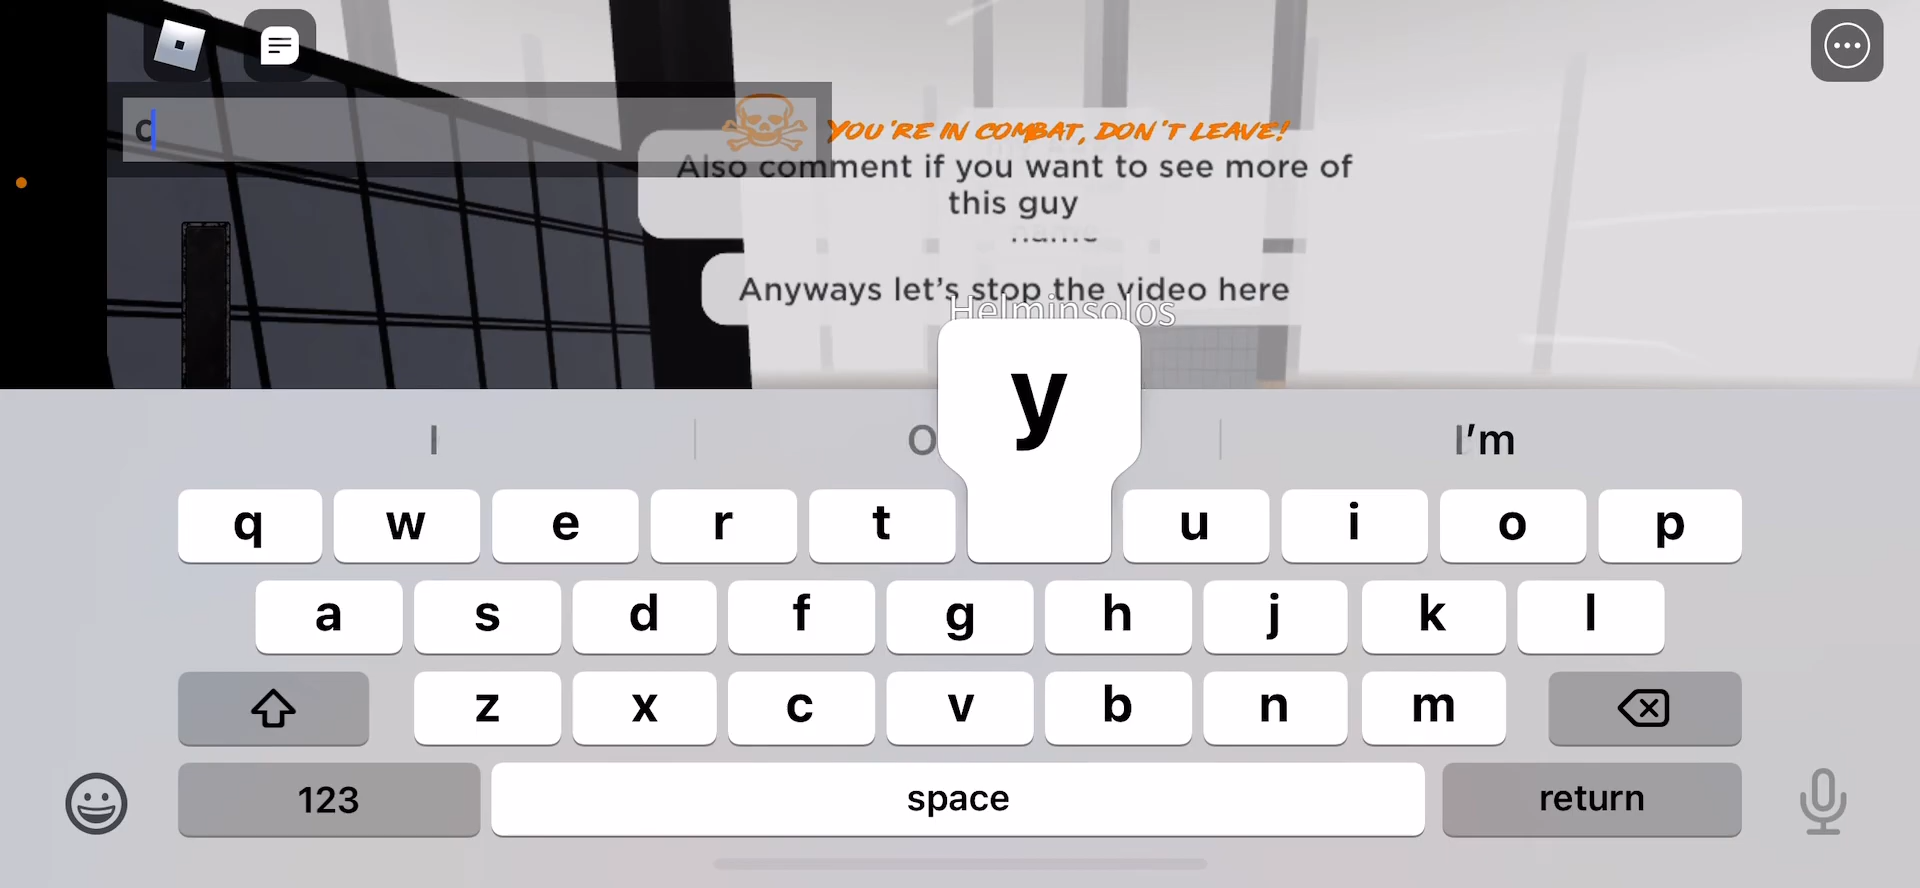 c
YOU'RE IN COMBAT, DON'T LEAVE!
Also comment if you want to see more of
this guy
name
Anyways let's stop the video here
Helminsolos
y
I
I'm
q w e r t u i o p
a s d f g h j k l
z x c v b n m
123 space return